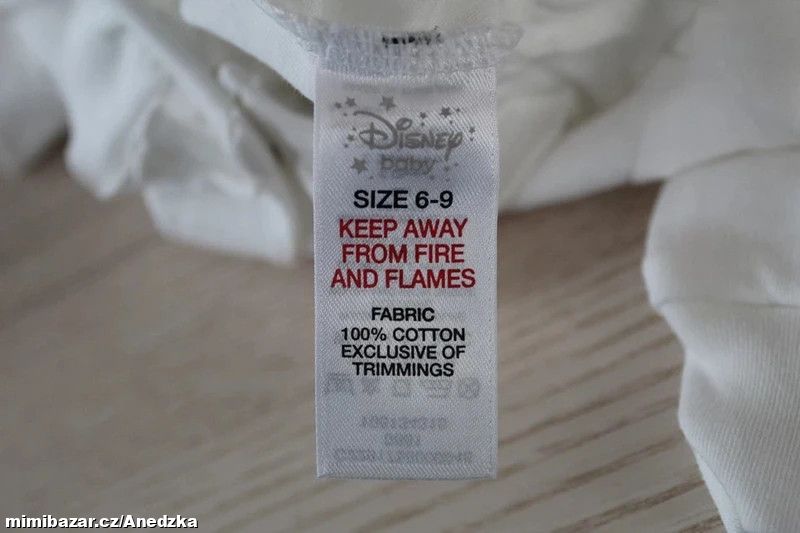 Disney
baby
SIZE 6-9
KEEP AWAY
FROM FIRE
AND FLAMES
FABRIC
100% COTTON
EXCLUSIVE OF
TRIMMINGS
mimibazar.cz/Anedzka